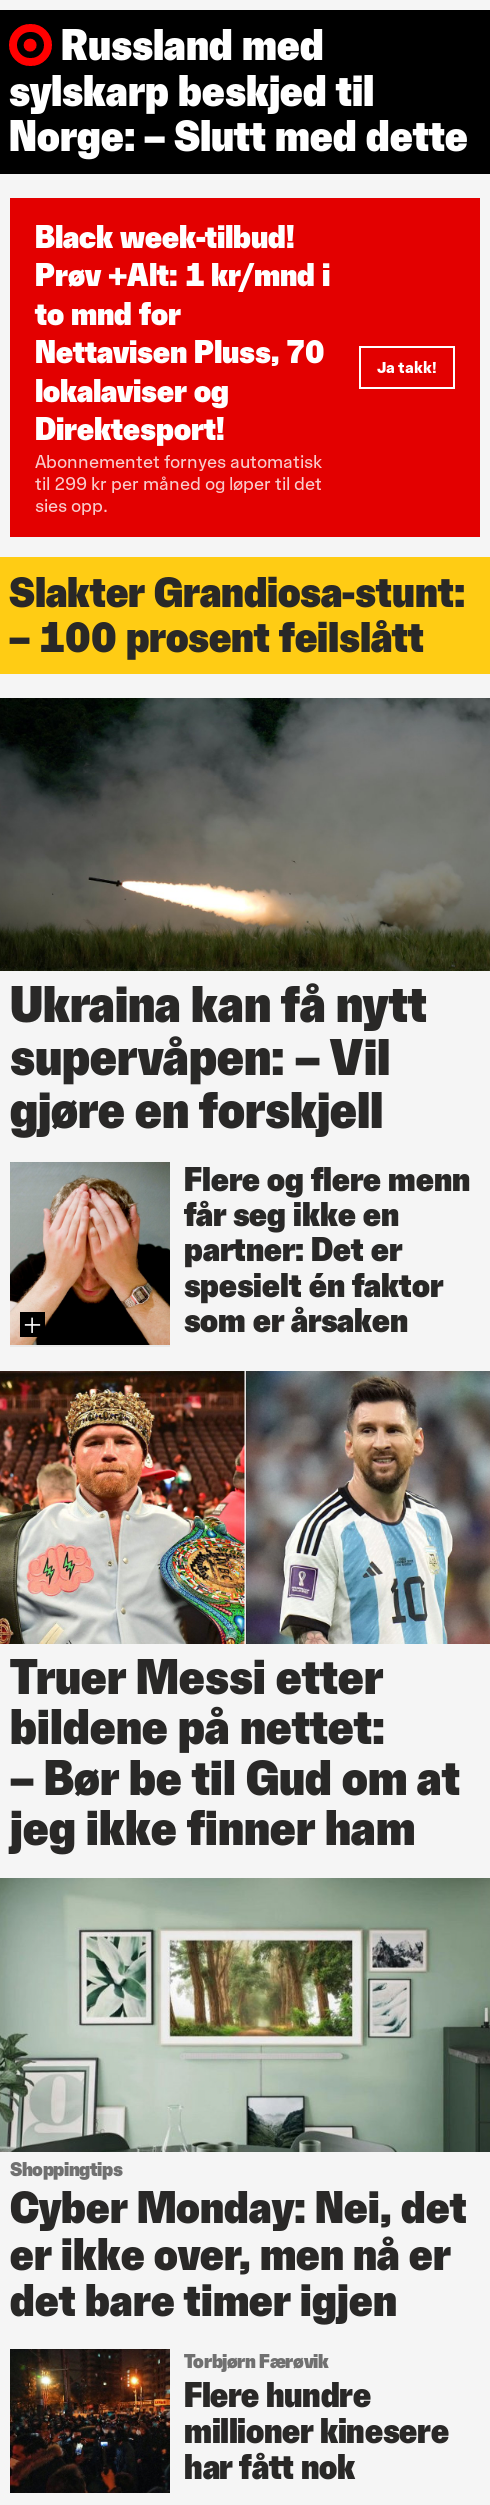 Russland med
sylskarp beskjed til
Norge: – Slutt med dette
Black week-tilbud!
Prøv +Alt: 1 kr/mnd i
to mnd for
Nettavisen Pluss, 70
lokalaviser og
Direktesport!
Abonnementet fornyes automatisk
til 299 kr per måned og løper til det
sies opp.
Ja takk!
Slakter Grandiosa-stunt:
– 100 prosent feilslått
Ukraina kan få nytt
supervåpen: – Vil
gjøre en forskjell
Flere og flere menn
får seg ikke en
partner: Det er
spesielt én faktor
som er årsaken
10
Truer Messi etter
bildene på nettet:
– Bør be til Gud om at
jeg ikke finner ham
g
Shoppingtips
Cyber Monday: Nei, det
er ikke over, men nå er
det bare timer igjen
Torbjørn Færøvik
Flere hundre
millioner kinesere
har fått nok